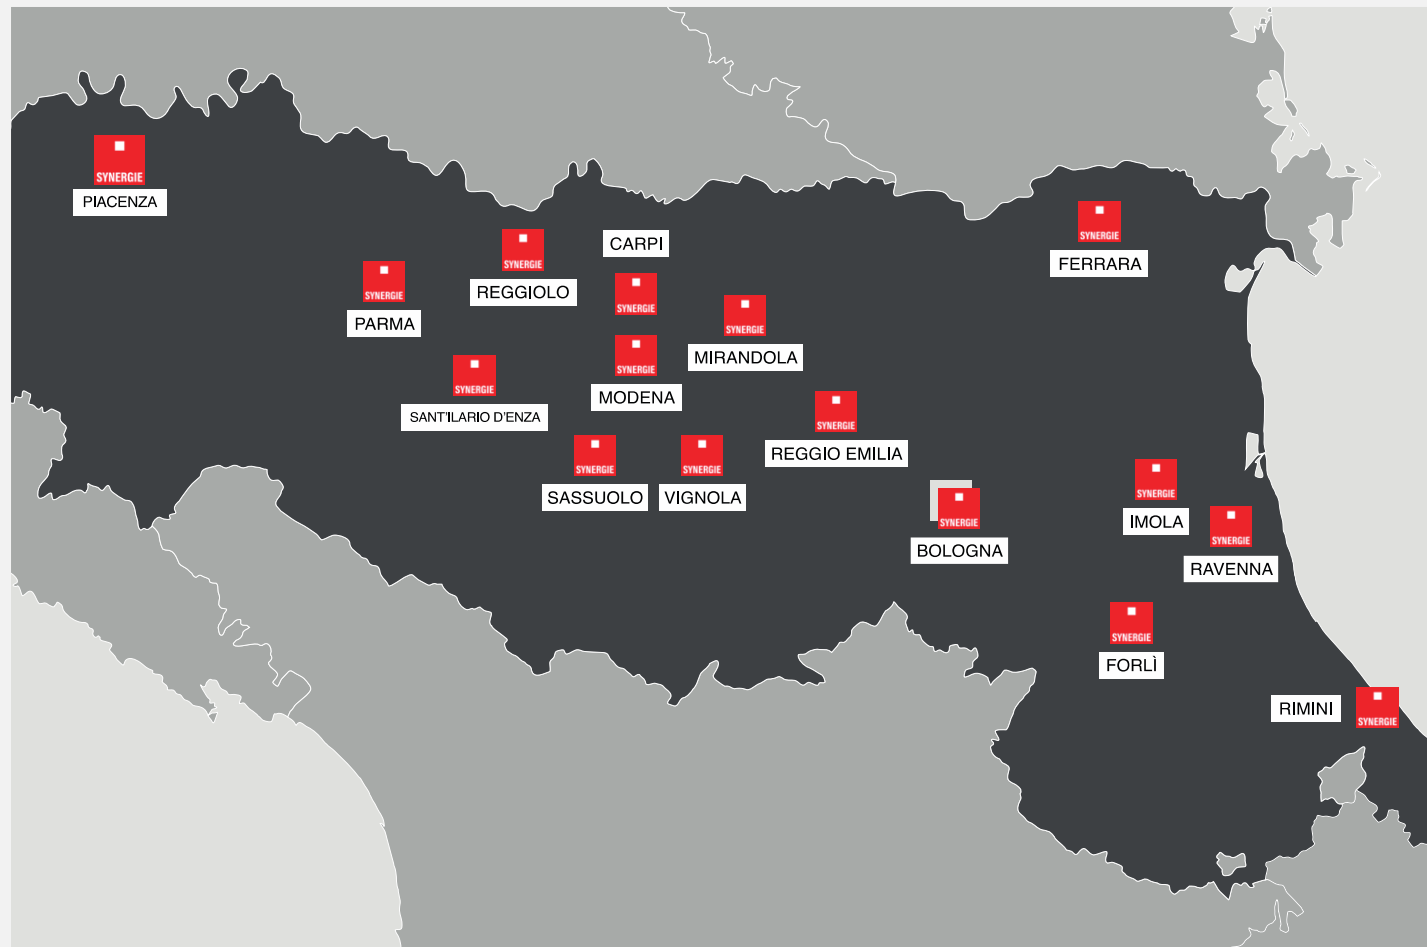 SYNERGIE
PIACENZA
SYNERGIE
FERRARA
SYNERGIE
REGGIOLO
CARPI
SYNERGIE
SYNERGIE
PARMA
SYNERGIE
MIRANDOLA
SYNERGIE
MODENA
SYNERGIE
SANT'ILARIO D'ENZA
SYNERGIE
REGGIO EMILIA
SYNERGIE
SASSUOLO
SYNERGIE
VIGNOLA
SYNERGIE
IMOLA
SYNERGIE
BOLOGNA
SYNERGIE
RAVENNA
SYNERGIE
FORLÌ
RIMINI
SYNERGIE